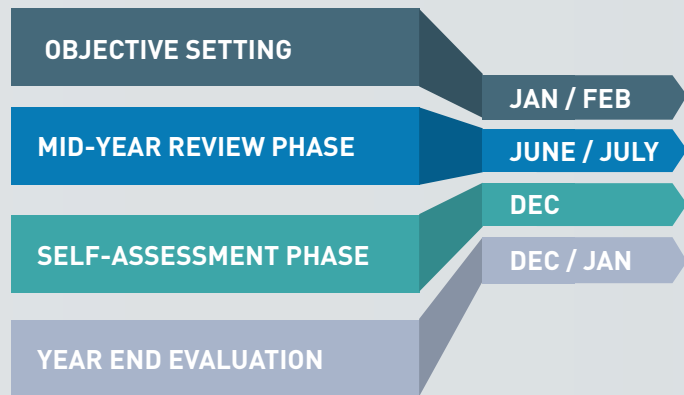 OBJECTIVE SETTING
JAN / FEB
MID-YEAR REVIEW PHASE
JUNE / JULY
SELF-ASSESSMENT PHASE
DEC
YEAR END EVALUATION
DEC / JAN